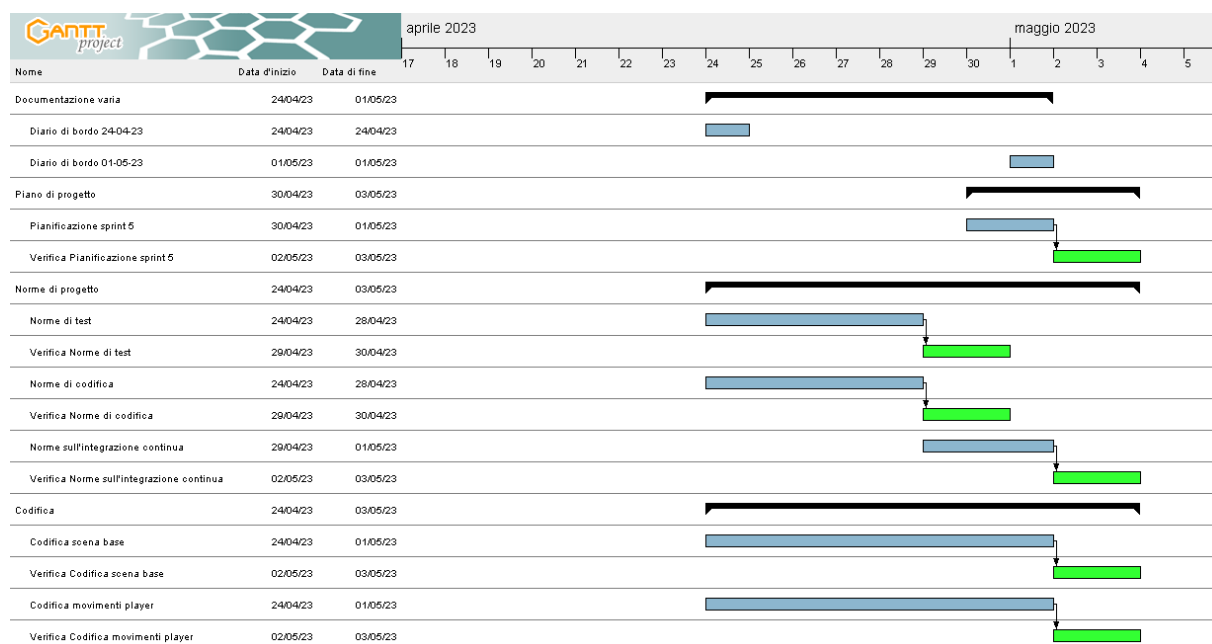 GANTT project
aprile 2023 maggio 2023
Nome Data d'inizio Data di fine 17 18 19 20 21 22 23 24 25 26 27 28 29 30 1 2 3 4 5
Documentazione varia 24/04/23 01/05/23
Diario di bordo 24-04-23 24/04/23 24/04/23
Diario di bordo 01-05-23 01/05/23 01/05/23
Piano di progetto 30/04/23 03/05/23
Pianificazione sprint 5 30/04/23 01/05/23
Verifica Pianificazione sprint 5 02/05/23 03/05/23
Norme di progetto 24/04/23 03/05/23
Norme di test 24/04/23 28/04/23
Verifica Norme di test 29/04/23 30/04/23
Norme di codifica 24/04/23 28/04/23
Verifica Norme di codifica 29/04/23 30/04/23
Norme sull'integrazione continua 29/04/23 01/05/23
Verifica Norme sull'integrazione continua 02/05/23 03/05/23
Codifica 24/04/23 03/05/23
Codifica scena base 24/04/23 01/05/23
Verifica Codifica scena base 02/05/23 03/05/23
Codifica movimenti player 24/04/23 01/05/23
Verifica Codifica movimenti player 02/05/23 03/05/23